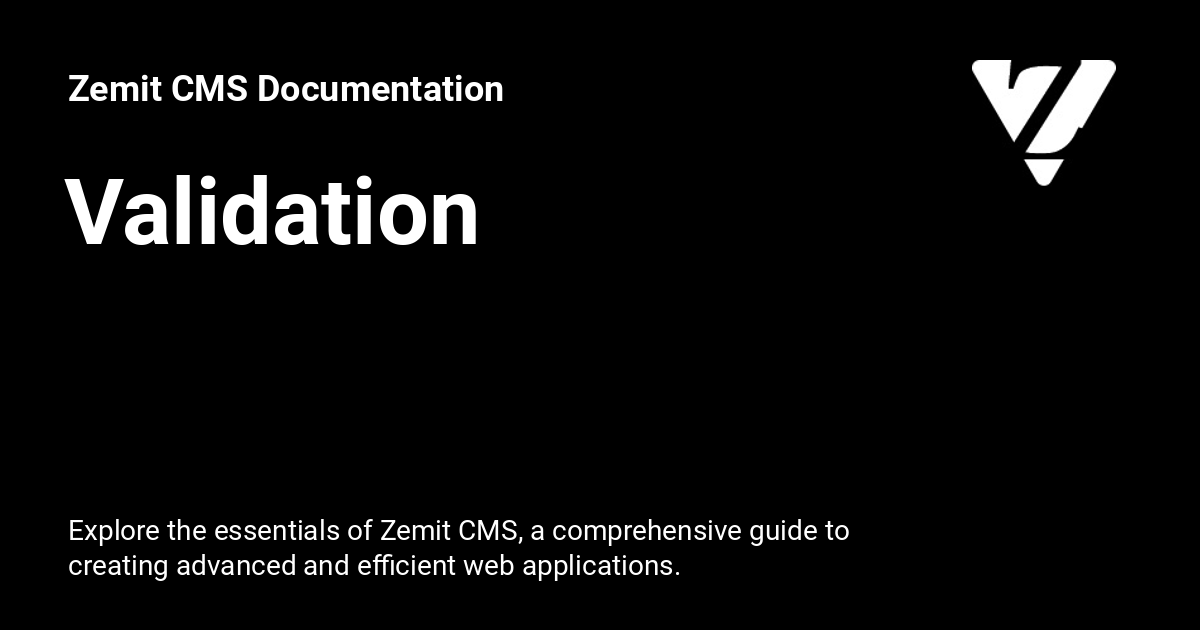 Zemit CMS Documentation
Validation
Explore the essentials of Zemit CMS, a comprehensive guide to
creating advanced and efficient web applications.